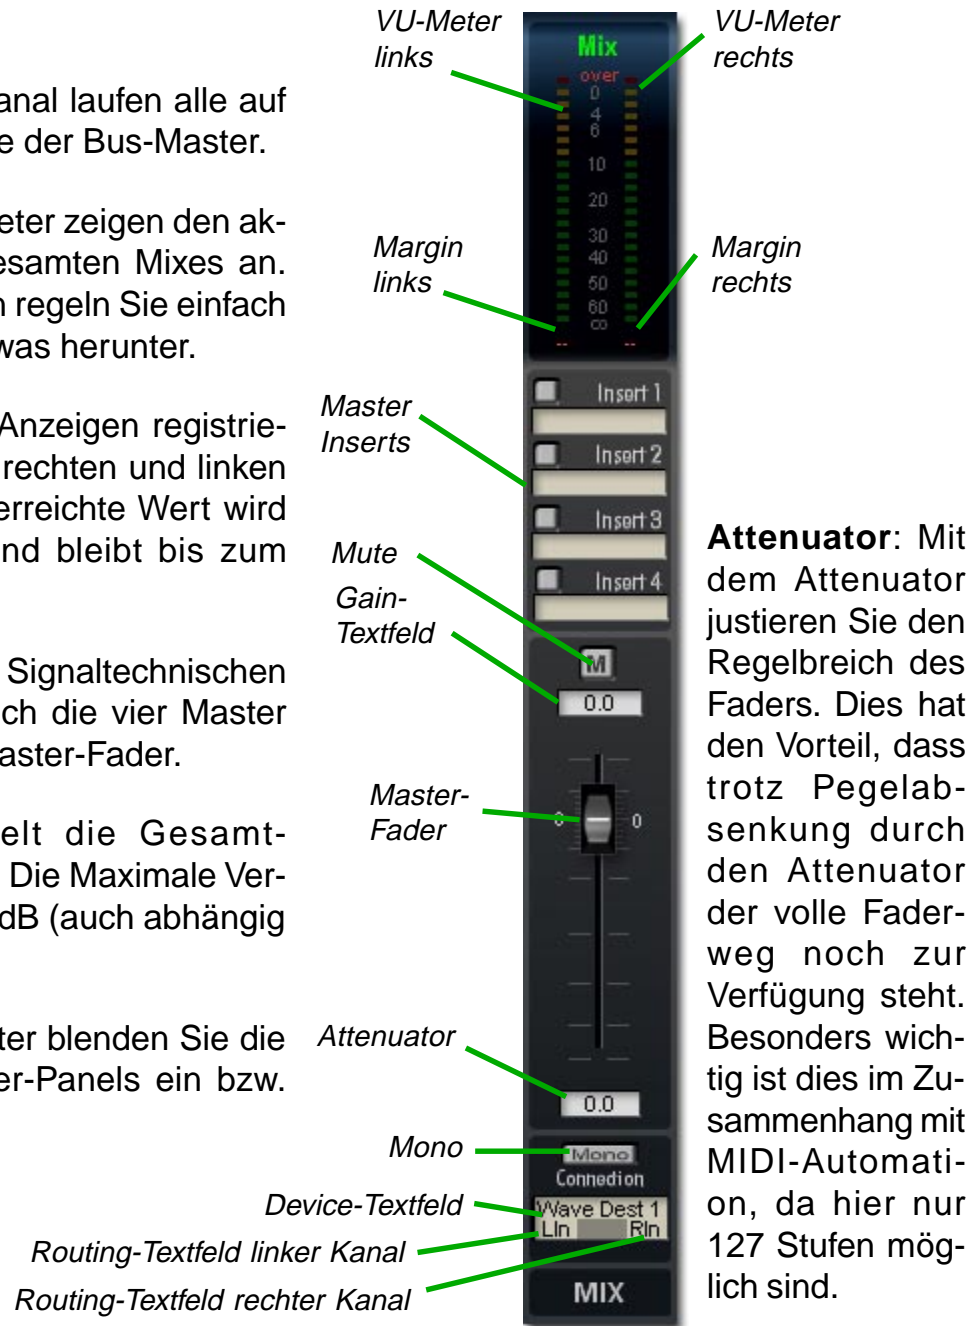 anal laufen alle auf
e der Bus-Master.
eter zeigen den ak-
esamten Mixes an.
n regeln Sie einfach
was herunter.
Anzeigen registrie-
rechten und linken
erreichte Wert wird
nd bleibt bis zum
Signaltechnischen
ch die vier Master
aster-Fader.
elt die Gesamt-
Die Maximale Ver-
dB (auch abhängig
ter blenden Sie die
er-Panels ein bzw.
VU-Meter
links
VU-Meter
rechts
Margin
links
Margin
rechts
Master
Inserts
Mute
Gain-
Textfeld
Master-
Fader
Attenuator
Mono
Device-Textfeld
Routing-Textfeld linker Kanal
Routing-Textfeld rechter Kanal
Mix
over
0
4
6
10
20
30
40
50
60
∞
-- --
Insert 1
Insert 2
Insert 3
Insert 4
M
0.0
0 0
0.0
Mono
Connection
Wave Dest 1
LIn RIn
MIX
Attenuator: Mit
dem Attenuator
justieren Sie den
Regelbreich des
Faders. Dies hat
den Vorteil, dass
trotz Pegelab-
senkung durch
den Attenuator
der volle Fader-
weg noch zur
Verfügung steht.
Besonders wich-
tig ist dies im Zu-
sammenhang mit
MIDI-Automati-
on, da hier nur
127 Stufen mög-
lich sind.